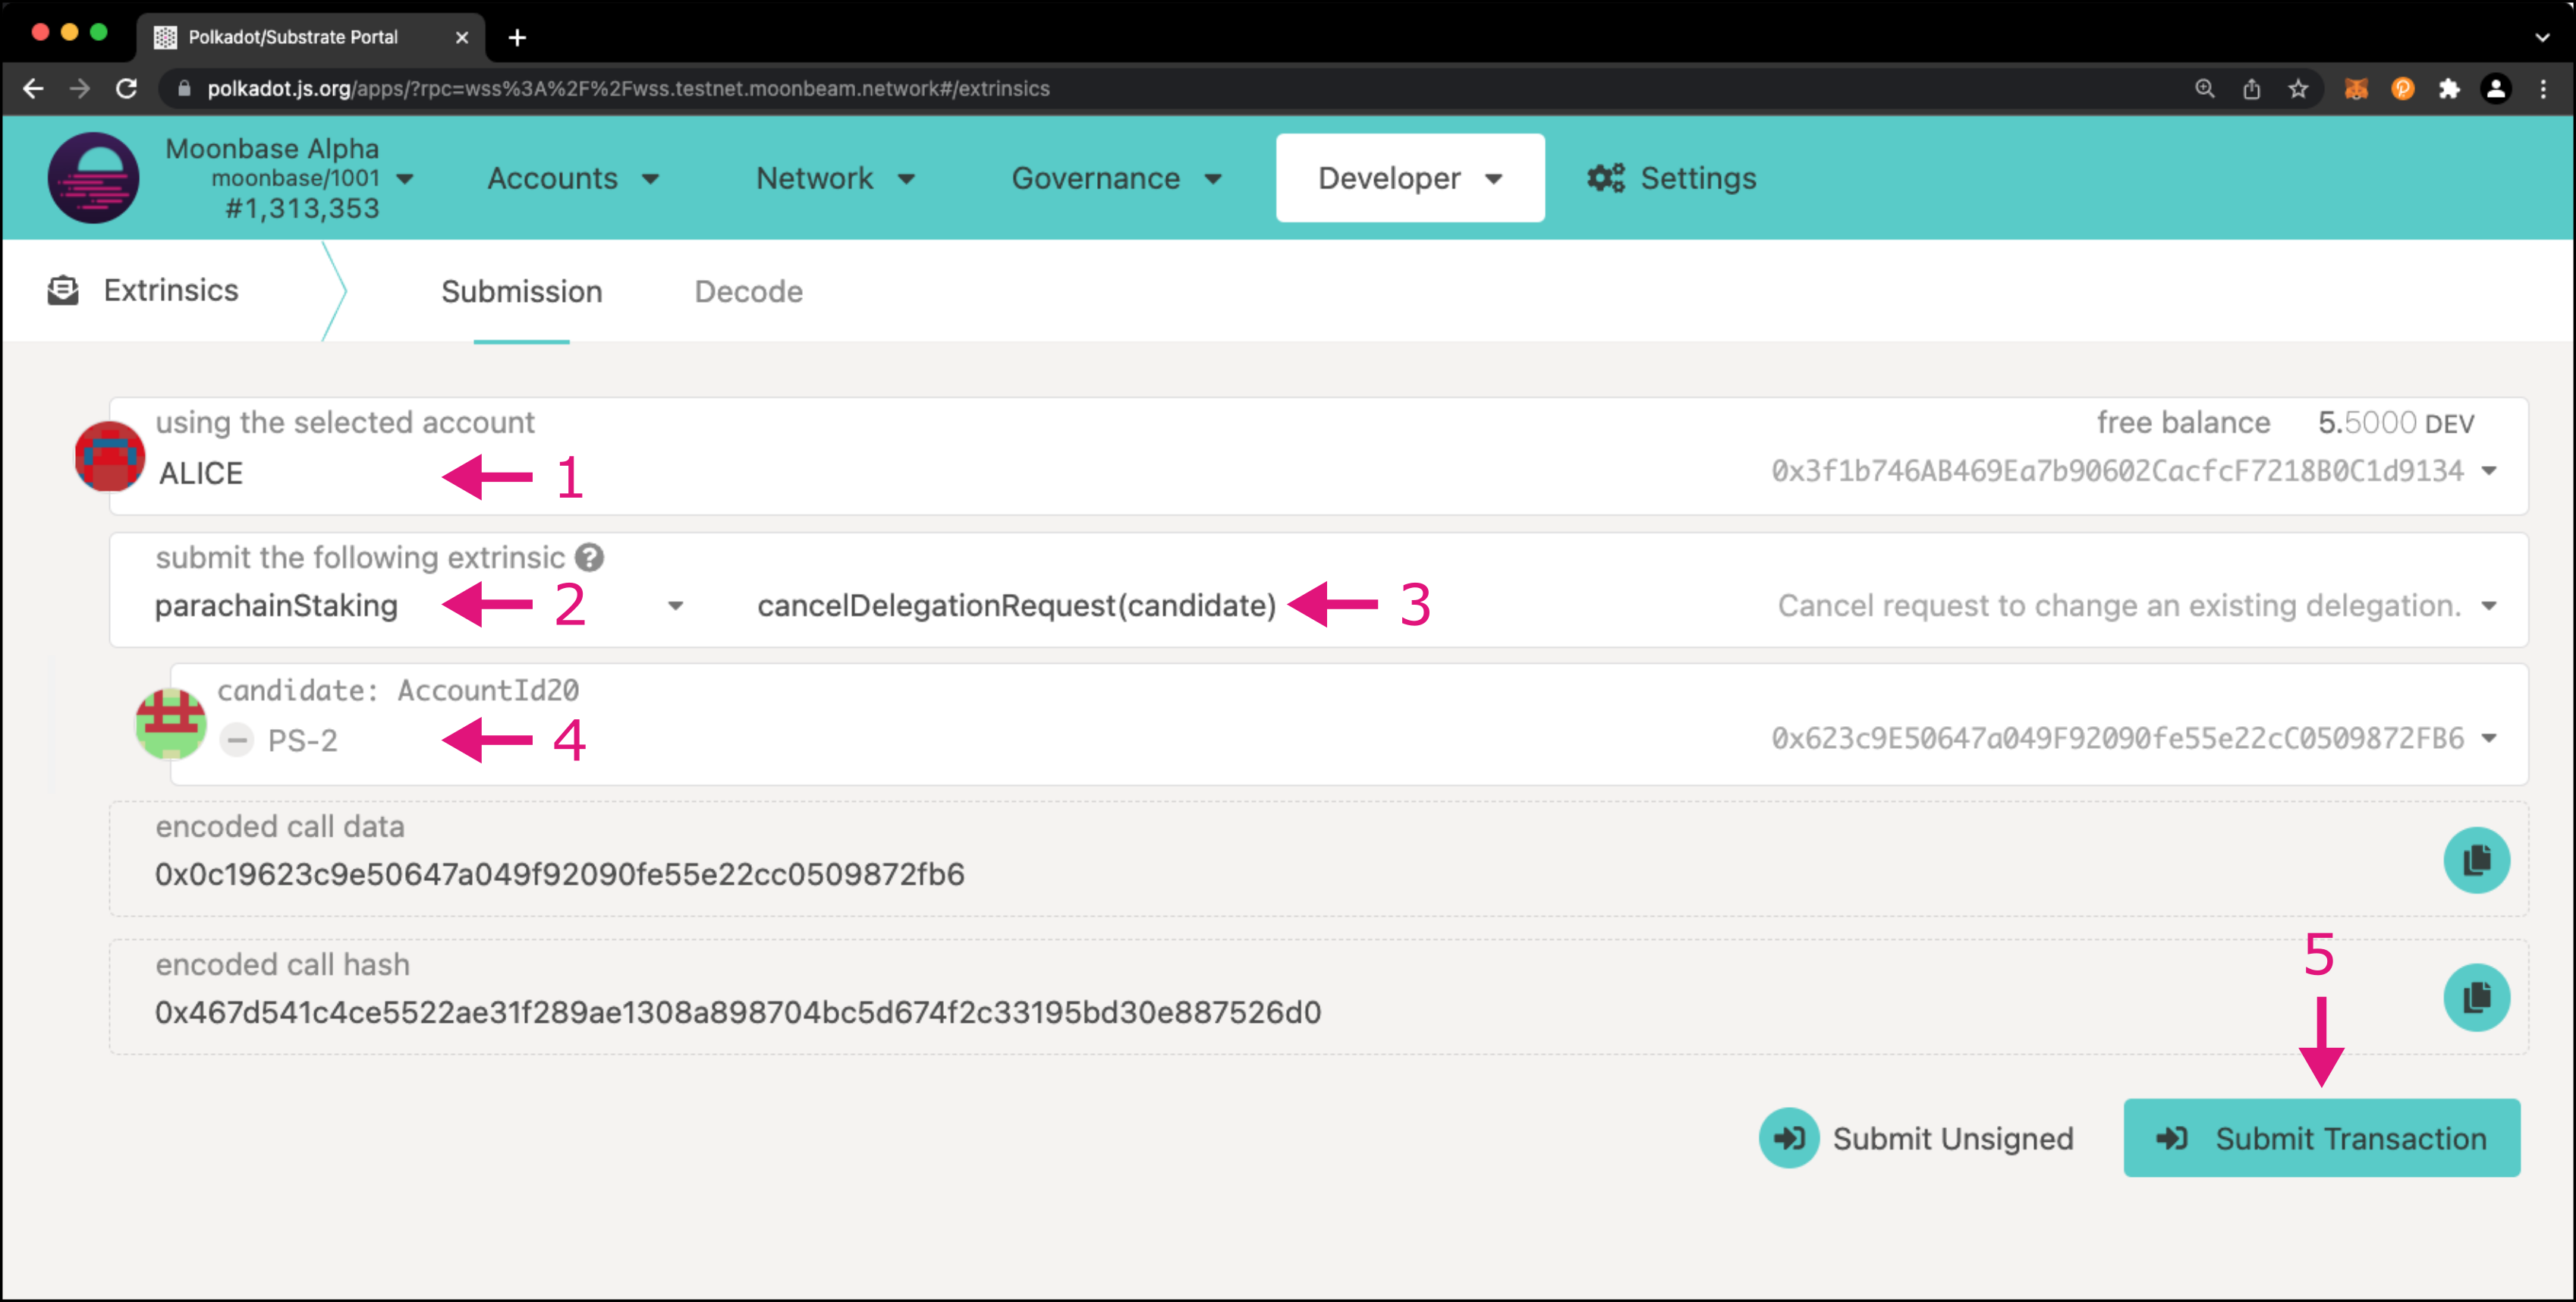 Polkadot/Substrate Portal
polkadot.js.org/apps/?rpc=wss%3A%2F%2Fwss.testnet.moonbeam.network#/extrinsics
Moonbase Alpha
moonbase/1001
#1,313,353
Accounts
Network
Governance
Developer
Settings
Extrinsics
Submission
Decode
using the selected account
free balance 5.5000 DEV
ALICE
1
0x3f1b746AB469Ea7b90602CacfcF7218B0C1d9134
submit the following extrinsic ?
parachainStaking
2
cancelDelegationRequest(candidate)
3
Cancel request to change an existing delegation.
candidate: AccountId20
PS-2
4
0x623c9E50647a049F92090fe55e22cC0509872FB6
encoded call data
0x0c19623c9e50647a049f92090fe55e22cc0509872fb6
encoded call hash
0x467d541c4ce5522ae31f289ae1308a898704bc5d674f2c33195bd30e887526d0
5
Submit Unsigned
Submit Transaction